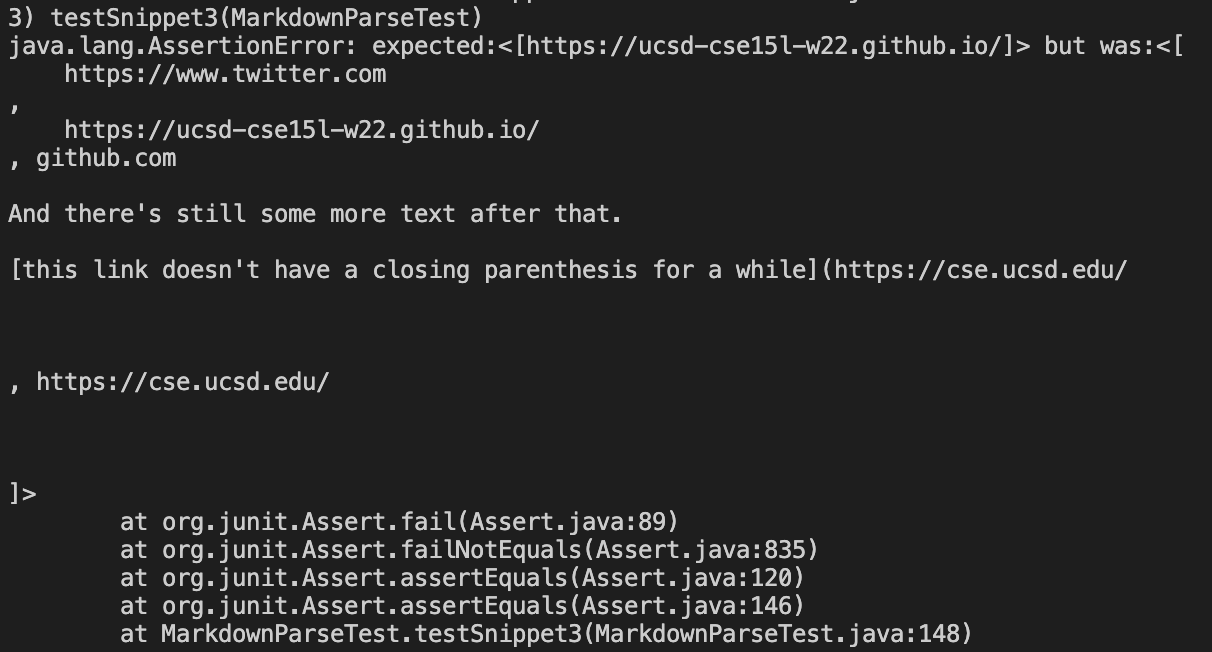 3) testSnippet3(MarkdownParseTest)
java.lang.AssertionError: expected:<[https://ucsd-cse15l-w22.github.io/]> but was:<[
    https://www.twitter.com
,
    https://ucsd-cse15l-w22.github.io/
, github.com

And there's still some more text after that.

[this link doesn't have a closing parenthesis for a while](https://cse.ucsd.edu/



, https://cse.ucsd.edu/



]>
        at org.junit.Assert.fail(Assert.java:89)
        at org.junit.Assert.failNotEquals(Assert.java:835)
        at org.junit.Assert.assertEquals(Assert.java:120)
        at org.junit.Assert.assertEquals(Assert.java:146)
        at MarkdownParseTest.testSnippet3(MarkdownParseTest.java:148)